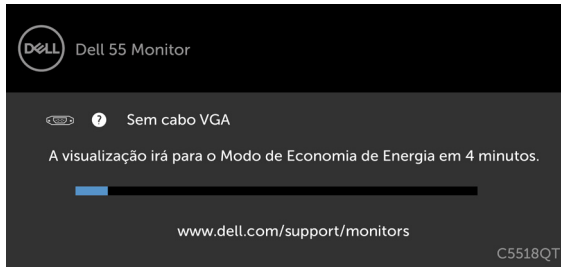 DELL
Dell 55 Monitor
? Sem cabo VGA
A visualização irá para o Modo de Economia de Energia em 4 minutos.
www.dell.com/support/monitors
C5518QT